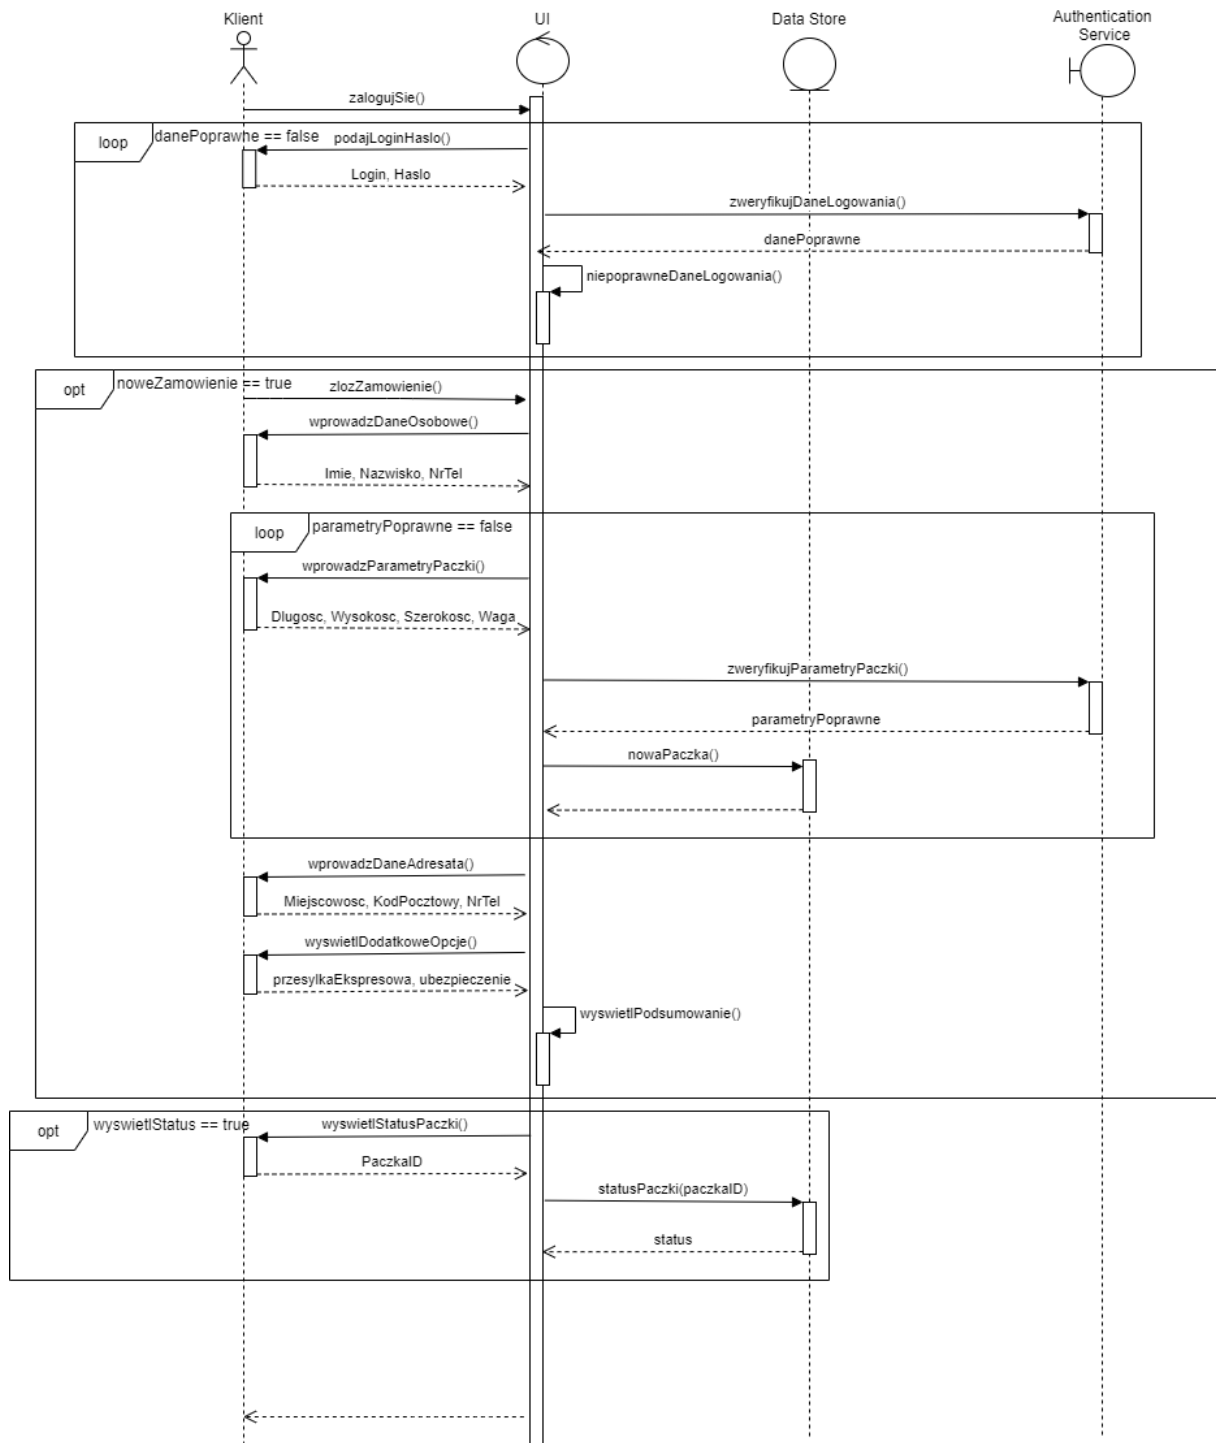 Klient
UI
Data Store
Authentication
Service
zalogujSie()
loop
danePoprawne == false
podajLoginHaslo()
Login, Haslo
zweryfikujDaneLogowania()
danePoprawne
niepoprawneDaneLogowania()
opt
noweZamowienie == true
zlozZamowienie()
wprowadzDaneOsobowe()
Imie, Nazwisko, NrTel
loop
parametryPoprawne == false
wprowadzParametryPaczki()
Dlugosc, Wysokosc, Szerokosc, Waga
zweryfikujParametryPaczki()
parametryPoprawne
nowaPaczka()
wprowadzDaneAdresata()
Miejscowosc, KodPocztowy, NrTel
wyswietlDodatkoweOpcje()
przesylkaEkspresowa, ubezpieczenie
wyswietlPodsumowanie()
opt
wyswietlStatus == true
wyswietlStatusPaczki()
PaczkaID
statusPaczki(paczkaID)
status